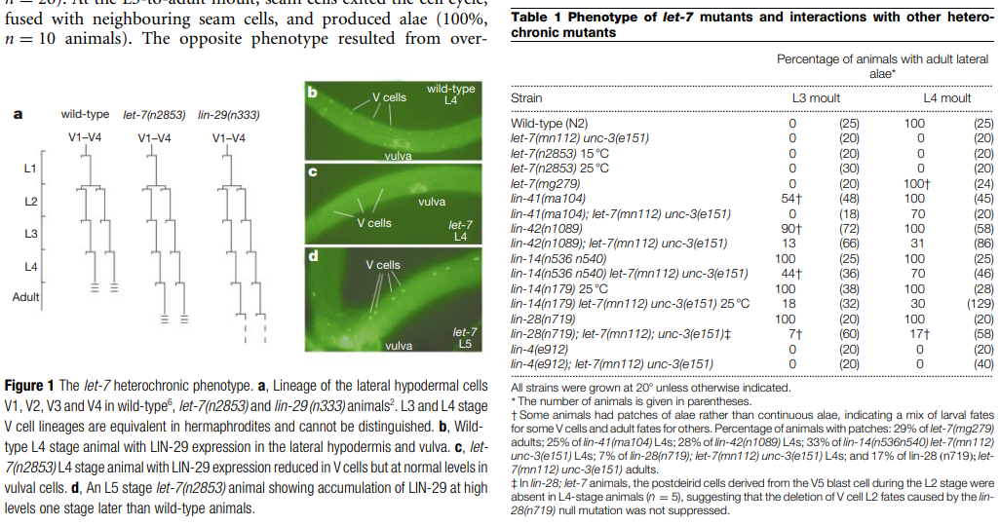 fused with neighbouring seam cells, and produced alae (100%,
n = 10 animals). The opposite phenotype resulted from over-
a
wild-type let-7(n2853) lin-29(n333)
V1–V4 V1–V4 V1–V4
L1
L2
L3
L4
Adult
b
V cells
wild-type
L4
vulva
c
vulva
V cells
let-7
L4
d
V cells
let-7
L5
vulva
Figure 1 The let-7 heterochronic phenotype. a, Lineage of the lateral hypodermal cells
V1, V2, V3 and V4 in wild-type⁶, let-7(n2853) and lin-29 (n333) animals². L3 and L4 stage
V cell lineages are equivalent in hermaphrodites and cannot be distinguished. b, Wild-
type L4 stage animal with LIN-29 expression in the lateral hypodermis and vulva. c, let-
7(n2853) L4 stage animal with LIN-29 expression reduced in V cells but at normal levels in
vulval cells. d, An L5 stage let-7(n2853) animal showing accumulation of LIN-29 at high
levels one stage later than wild-type animals.
Table 1 Phenotype of let-7 mutants and interactions with other hetero-
chronic mutants
Percentage of animals with adult lateral
alae*
Strain L3 moult L4 moult
Wild-type (N2) 0 (25) 100 (25)
let-7(mn112) unc-3(e151) 0 (20) 0 (20)
let-7(n2853) 15 °C 0 (20) 0 (20)
let-7(n2853) 25 °C 0 (30) 0 (20)
let-7(mg279) 0 (20) 100† (24)
lin-41(ma104) 54† (48) 100 (45)
lin-41(ma104); let-7(mn112) unc-3(e151) 0 (18) 70 (20)
lin-42(n1089) 90† (72) 100 (58)
lin-42(n1089); let-7(mn112) unc-3(e151) 13 (66) 31 (86)
lin-14(n536 n540) 100 (25) 100 (25)
lin-14(n536 n540) let-7(mn112) unc-3(e151) 44† (36) 70 (46)
lin-14(n179) 25 °C 100 (38) 100 (28)
lin-14(n179) let-7(mn112) unc-3(e151) 25 °C 18 (32) 30 (129)
lin-28(n719) 100 (20) 100 (20)
lin-28(n719); let-7(mn112); unc-3(e151)‡ 7† (60) 17† (58)
lin-4(e912) 0 (20) 0 (20)
lin-4(e912); let-7(mn112) unc-3(e151) 0 (20) 0 (40)
All strains were grown at 20° unless otherwise indicated.
* The number of animals is given in parentheses.
† Some animals had patches of alae rather than continuous alae, indicating a mix of larval fates
for some V cells and adult fates for others. Percentage of animals with patches: 29% of let-7(mg279)
adults; 25% of lin-41(ma104) L4s; 28% of lin-42(n1089) L4s; 33% of lin-14(n536n540) let-7(mn112)
unc-3(e151) L4s; 7% of lin-28(n719); let-7(mn112) unc-3(e151) L4s; and 17% of lin-28 (n719); let-
7(mn112) unc-3(e151) adults.
‡ In lin-28; let-7 animals, the postdeirid cells derived from the V5 blast cell during the L2 stage were
absent in L4-stage animals (n = 5), suggesting that the deletion of V cell L2 fates caused by the lin-
28(n719) null mutation was not suppressed.